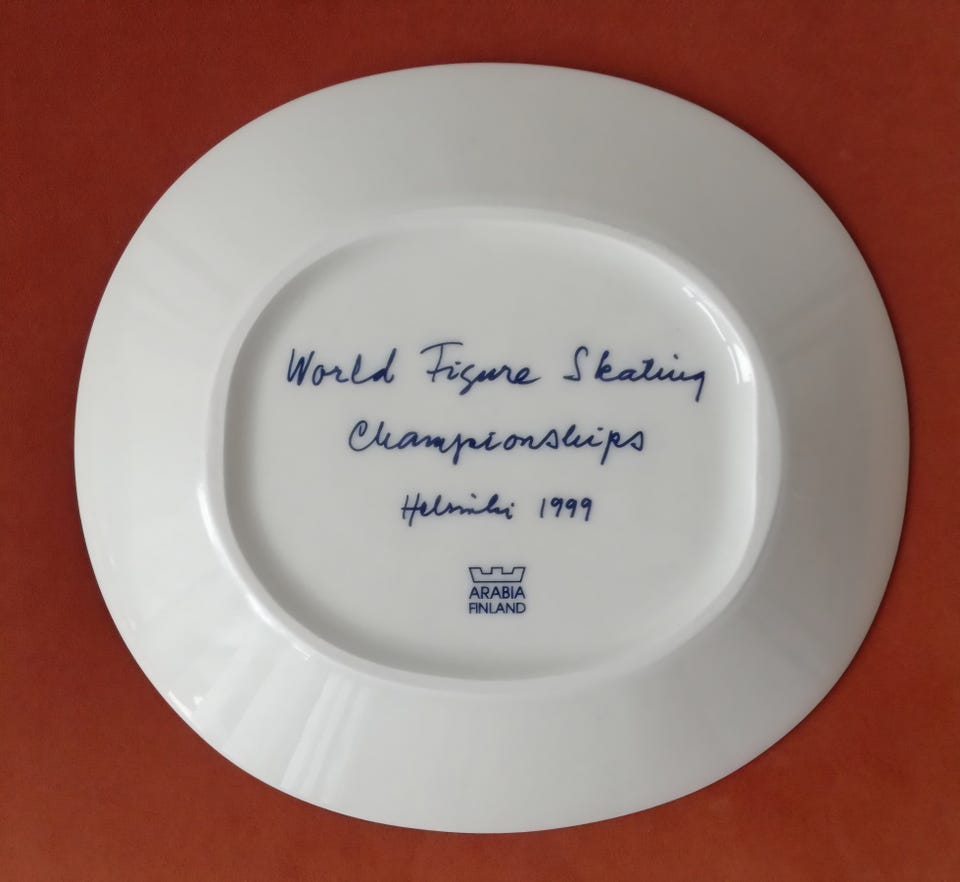 World Figure Skating
Championships
Helsinki 1999
ARABIA
FINLAND